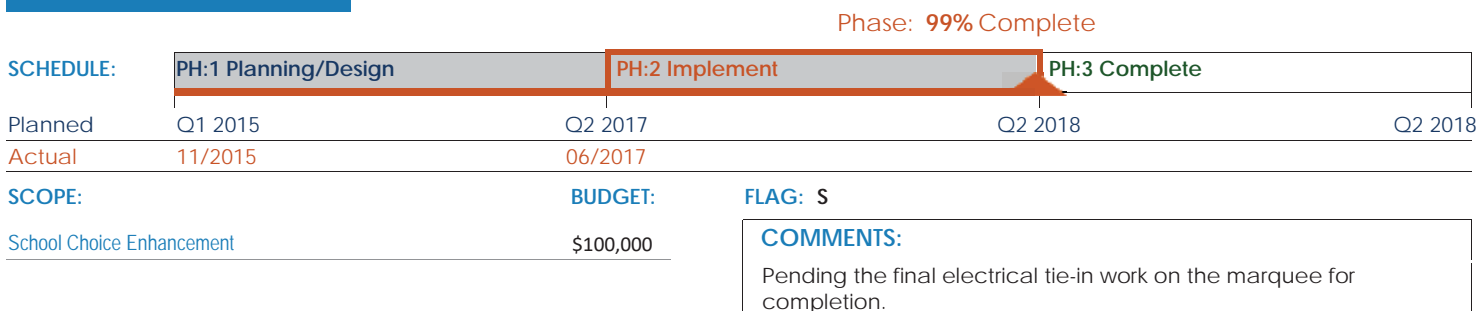 Phase: 99% Complete
SCHEDULE: PH:1 Planning/Design PH:2 Implement PH:3 Complete
Planned Q1 2015 Q2 2017 Q2 2018 Q2 2018
Actual 11/2015 06/2017
SCOPE: BUDGET: FLAG: S
School Choice Enhancement $100,000
COMMENTS:
Pending the final electrical tie-in work on the marquee for
completion.